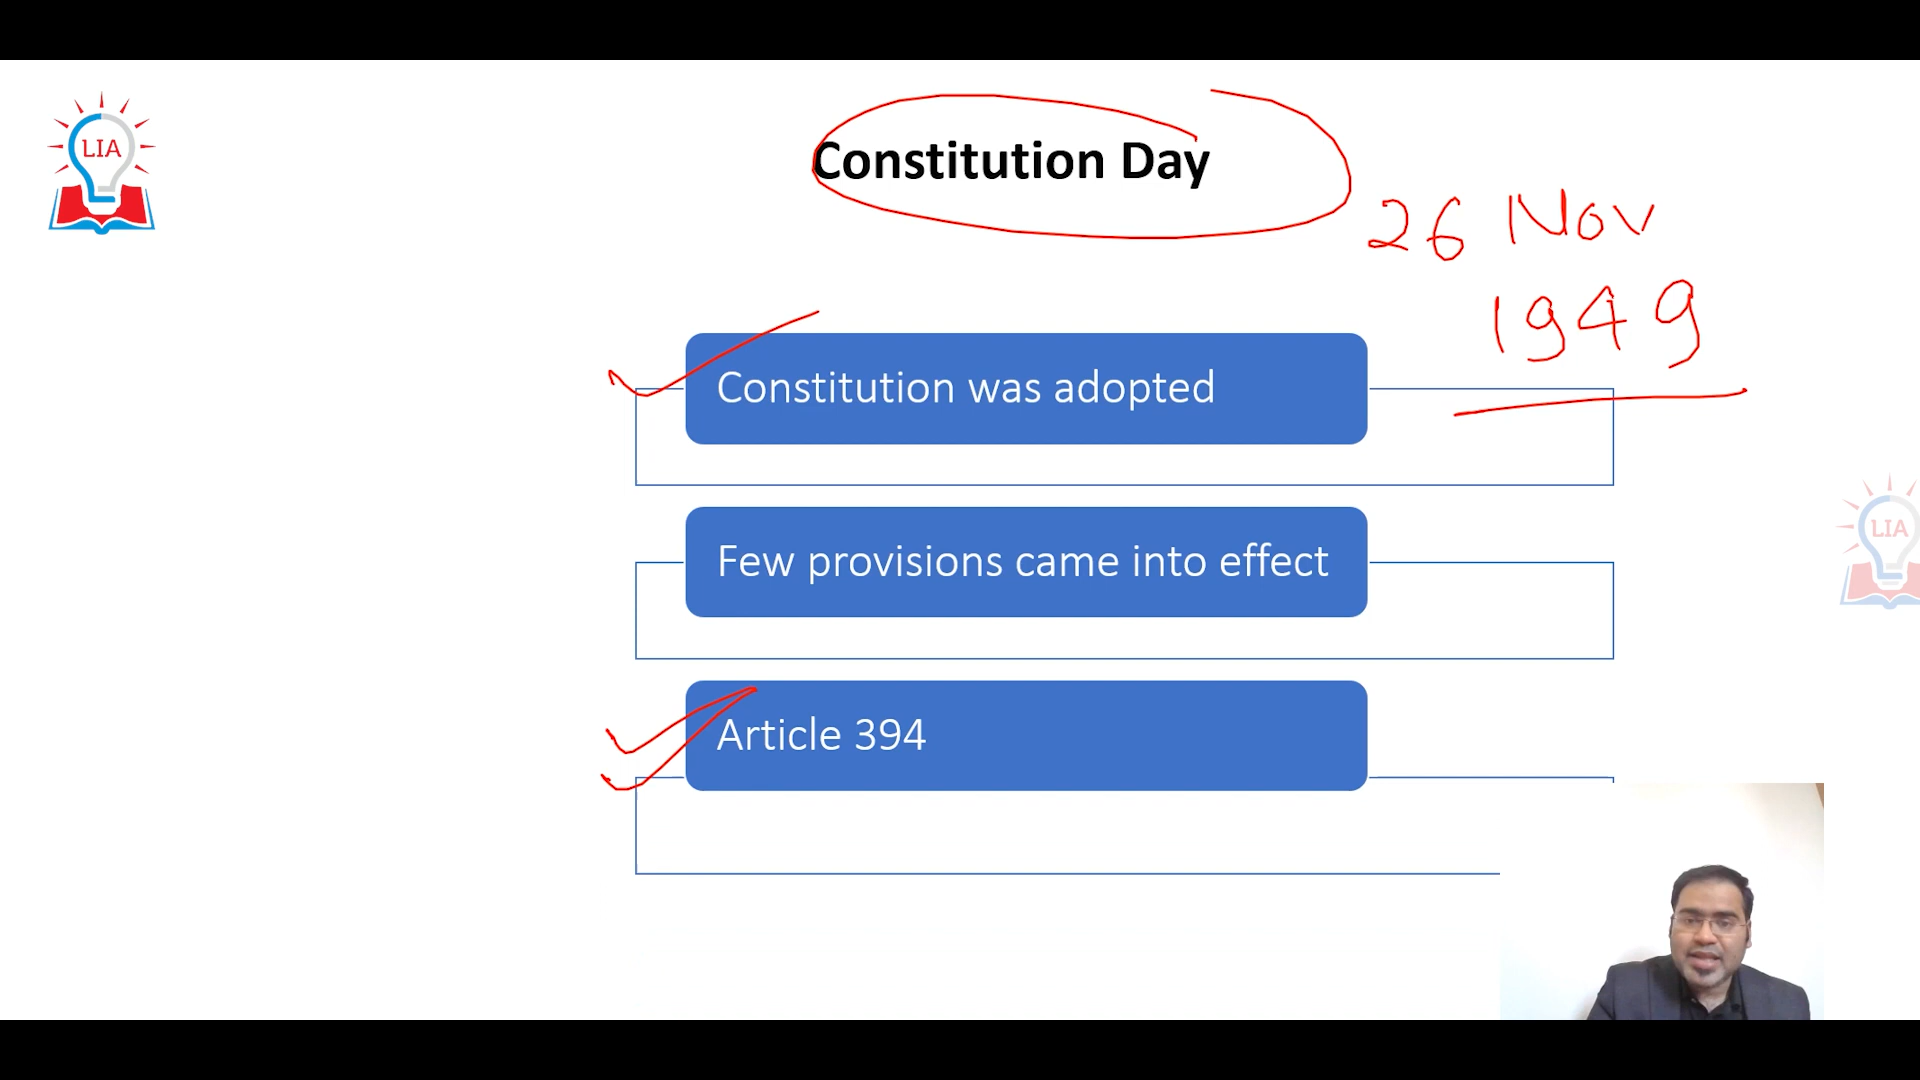 LIA
Constitution Day
26 Nov
1949
Constitution was adopted
Few provisions came into effect
LIA
Article 394